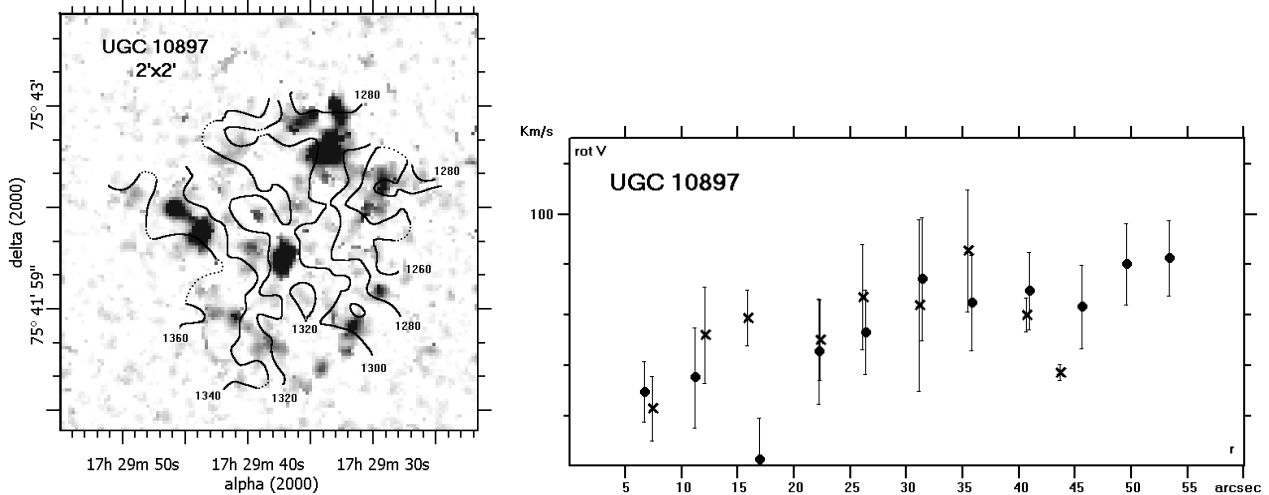 UGC 10897
2'x2'
1280
1280
1260
1280
1320
1360
1300
1340
1320
75° 43'
75° 41' 59"
delta (2000)
17h 29m 50s
17h 29m 40s
17h 29m 30s
alpha (2000)
Km/s
rot V
UGC 10897
100
r
5
10
15
20
25
30
35
40
45
50
55
arcsec